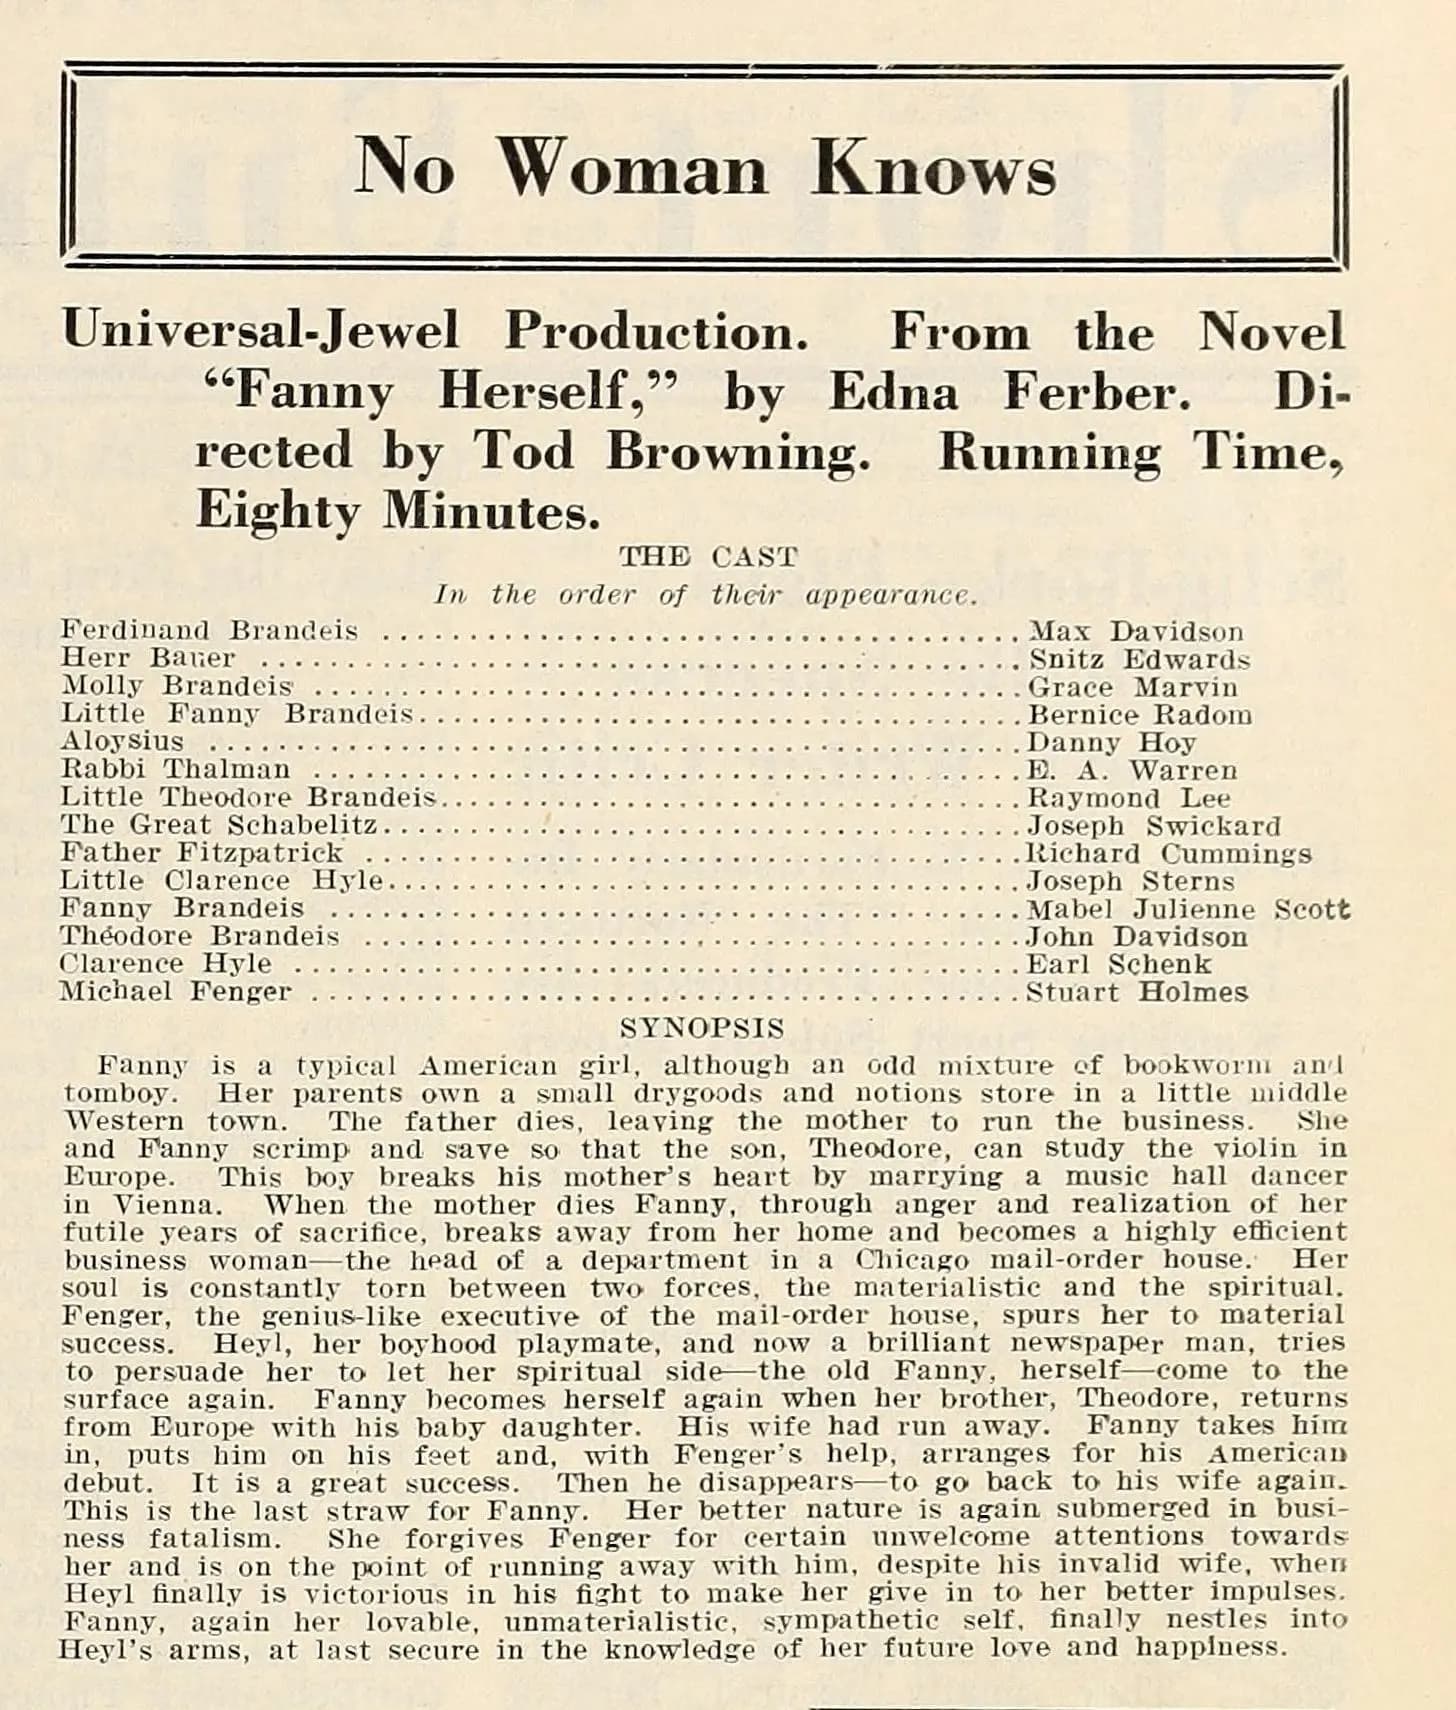 No Woman Knows
Universal-Jewel Production. From the Novel
“Fanny Herself,” by Edna Ferber. Di-
rected by Tod Browning. Running Time,
Eighty Minutes.
THE CAST
In the order of their appearance.
Ferdinand Brandeis ........................................ Max Davidson
Herr Bauer ........................................ Snitz Edwards
Molly Brandeis ........................................ Grace Marvin
Little Fanny Brandeis ........................................ Bernice Radom
Aloysius ........................................ Danny Hoy
Rabbi Thalman ........................................ E. A. Warren
Little Theodore Brandeis ........................................ Raymond Lee
The Great Schabelitz ........................................ Joseph Swickard
Father Fitzpatrick ........................................ Richard Cummings
Little Clarence Hyle ........................................ Joseph Sterns
Fanny Brandeis ........................................ Mabel Julienne Scott
Théodore Brandeis ........................................ John Davidson
Clarence Hyle ........................................ Earl Schenk
Michael Fenger ........................................ Stuart Holmes
SYNOPSIS
Fanny is a typical American girl, although an odd mixture of bookworm and
tomboy. Her parents own a small drygoods and notions store in a little middle
Western town. The father dies, leaving the mother to run the business. She
and Fanny scrimp and save so that the son, Theodore, can study the violin in
Europe. This boy breaks his mother’s heart by marrying a music hall dancer
in Vienna. When the mother dies Fanny, through anger and realization of her
futile years of sacrifice, breaks away from her home and becomes a highly efficient
business woman—the head of a department in a Chicago mail-order house. Her
soul is constantly torn between two forces, the materialistic and the spiritual.
Fenger, the genius-like executive of the mail-order house, spurs her to material
success. Heyl, her boyhood playmate, and now a brilliant newspaper man, tries
to persuade her to let her spiritual side—the old Fanny, herself—come to the
surface again. Fanny becomes herself again when her brother, Theodore, returns
from Europe with his baby daughter. His wife had run away. Fanny takes him
in, puts him on his feet and, with Fenger’s help, arranges for his American
debut. It is a great success. Then he disappears—to go back to his wife again.
This is the last straw for Fanny. Her better nature is again submerged in busi-
ness fatalism. She forgives Fenger for certain unwelcome attentions towards
her and is on the point of running away with him, despite his invalid wife, when
Heyl finally is victorious in his fight to make her give in to her better impulses.
Fanny, again her lovable, unmaterialistic, sympathetic self, finally nestles into
Heyl’s arms, at last secure in the knowledge of her future love and happiness.